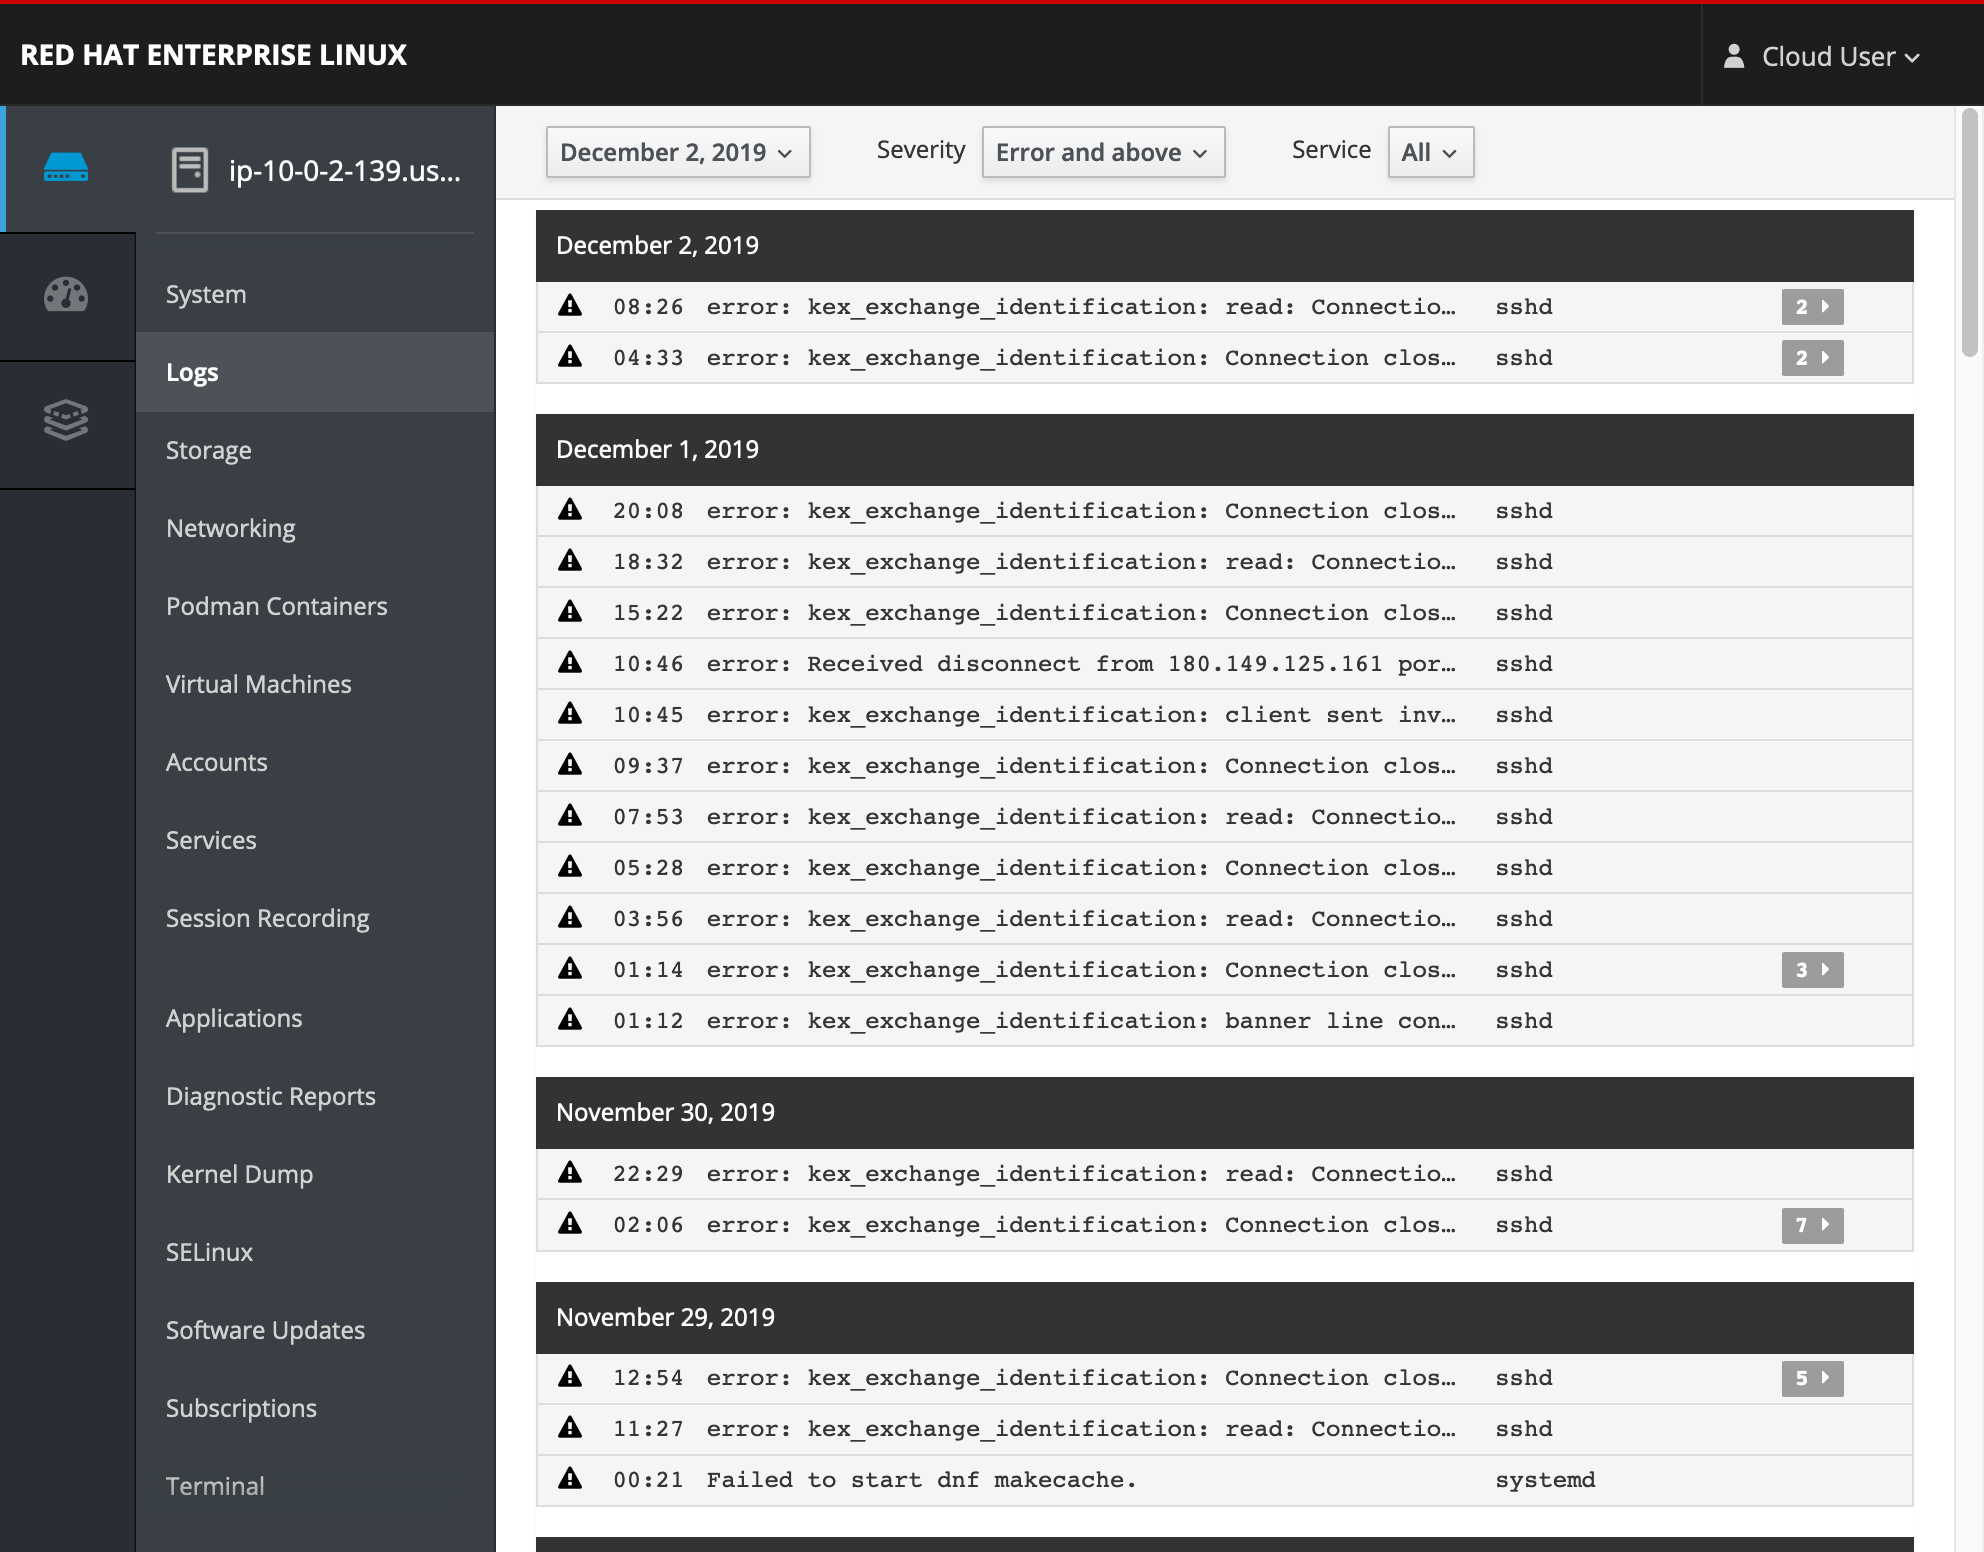 RED HAT ENTERPRISE LINUX
Cloud User
ip-10-0-2-139.us...
System
Logs
Storage
Networking
Podman Containers
Virtual Machines
Accounts
Services
Session Recording
Applications
Diagnostic Reports
Kernel Dump
SELinux
Software Updates
Subscriptions
Terminal
December 2, 2019 Severity Error and above Service All
December 2, 2019
08:26 error: kex_exchange_identification: read: Connectio… sshd 2
04:33 error: kex_exchange_identification: Connection clos… sshd 2
December 1, 2019
20:08 error: kex_exchange_identification: Connection clos… sshd
18:32 error: kex_exchange_identification: read: Connectio… sshd
15:22 error: kex_exchange_identification: Connection clos… sshd
10:46 error: Received disconnect from 180.149.125.161 por… sshd
10:45 error: kex_exchange_identification: client sent inv… sshd
09:37 error: kex_exchange_identification: Connection clos… sshd
07:53 error: kex_exchange_identification: read: Connectio… sshd
05:28 error: kex_exchange_identification: Connection clos… sshd
03:56 error: kex_exchange_identification: read: Connectio… sshd
01:14 error: kex_exchange_identification: Connection clos… sshd 3
01:12 error: kex_exchange_identification: banner line con… sshd
November 30, 2019
22:29 error: kex_exchange_identification: read: Connectio… sshd
02:06 error: kex_exchange_identification: Connection clos… sshd 7
November 29, 2019
12:54 error: kex_exchange_identification: Connection clos… sshd 5
11:27 error: kex_exchange_identification: read: Connectio… sshd
00:21 Failed to start dnf makecache. systemd